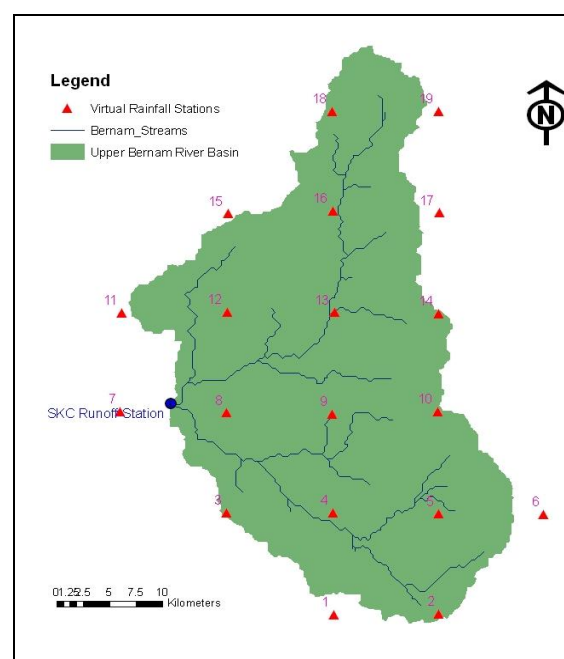 Legend
Virtual Rainfall Stations
Bernam_Streams
Upper Bernam River Basin
N
18
19
15
16
17
11
12
13
14
7
8
9
10
SKC Runoff Station
3
4
5
6
1
2
01.252.5 5 7.5 10
Kilometers